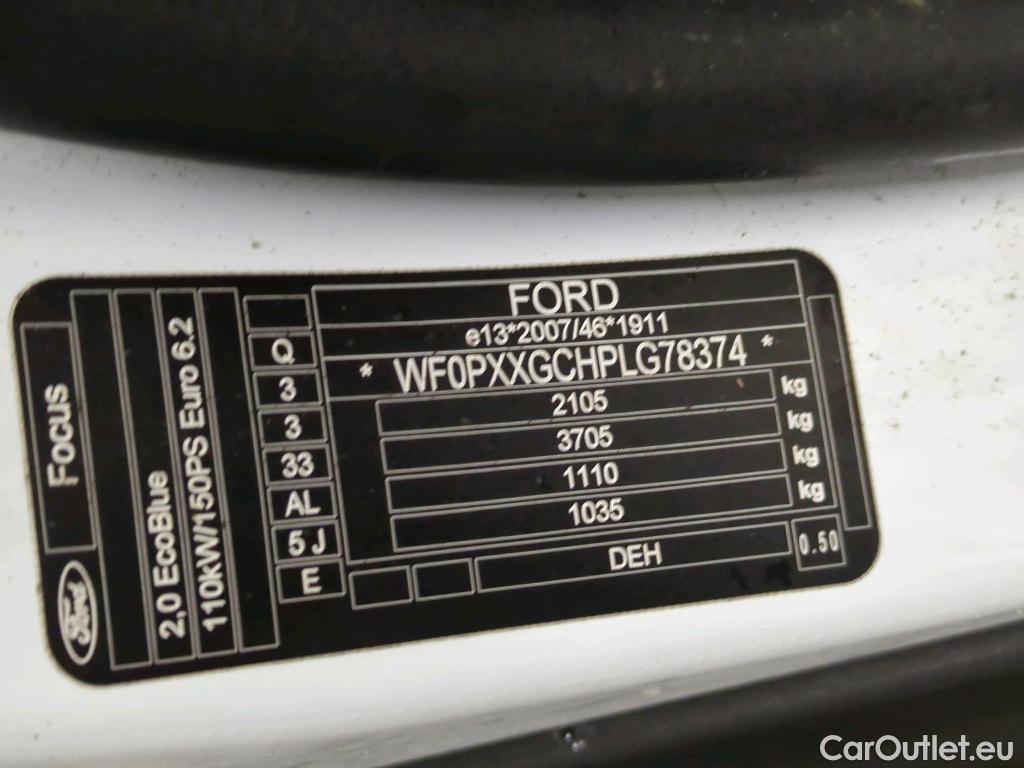 FORD
e13*2007/46*1911
* WF0PXXGCHPLG78374 *
2105 kg
3705 kg
1110 kg
1035 kg
DEH
0.50
Q
3
3
33
AL
5J
E
Focus
2,0 EcoBlue
110kW/150PS Euro 6.2
Ford
CarOutlet.eu